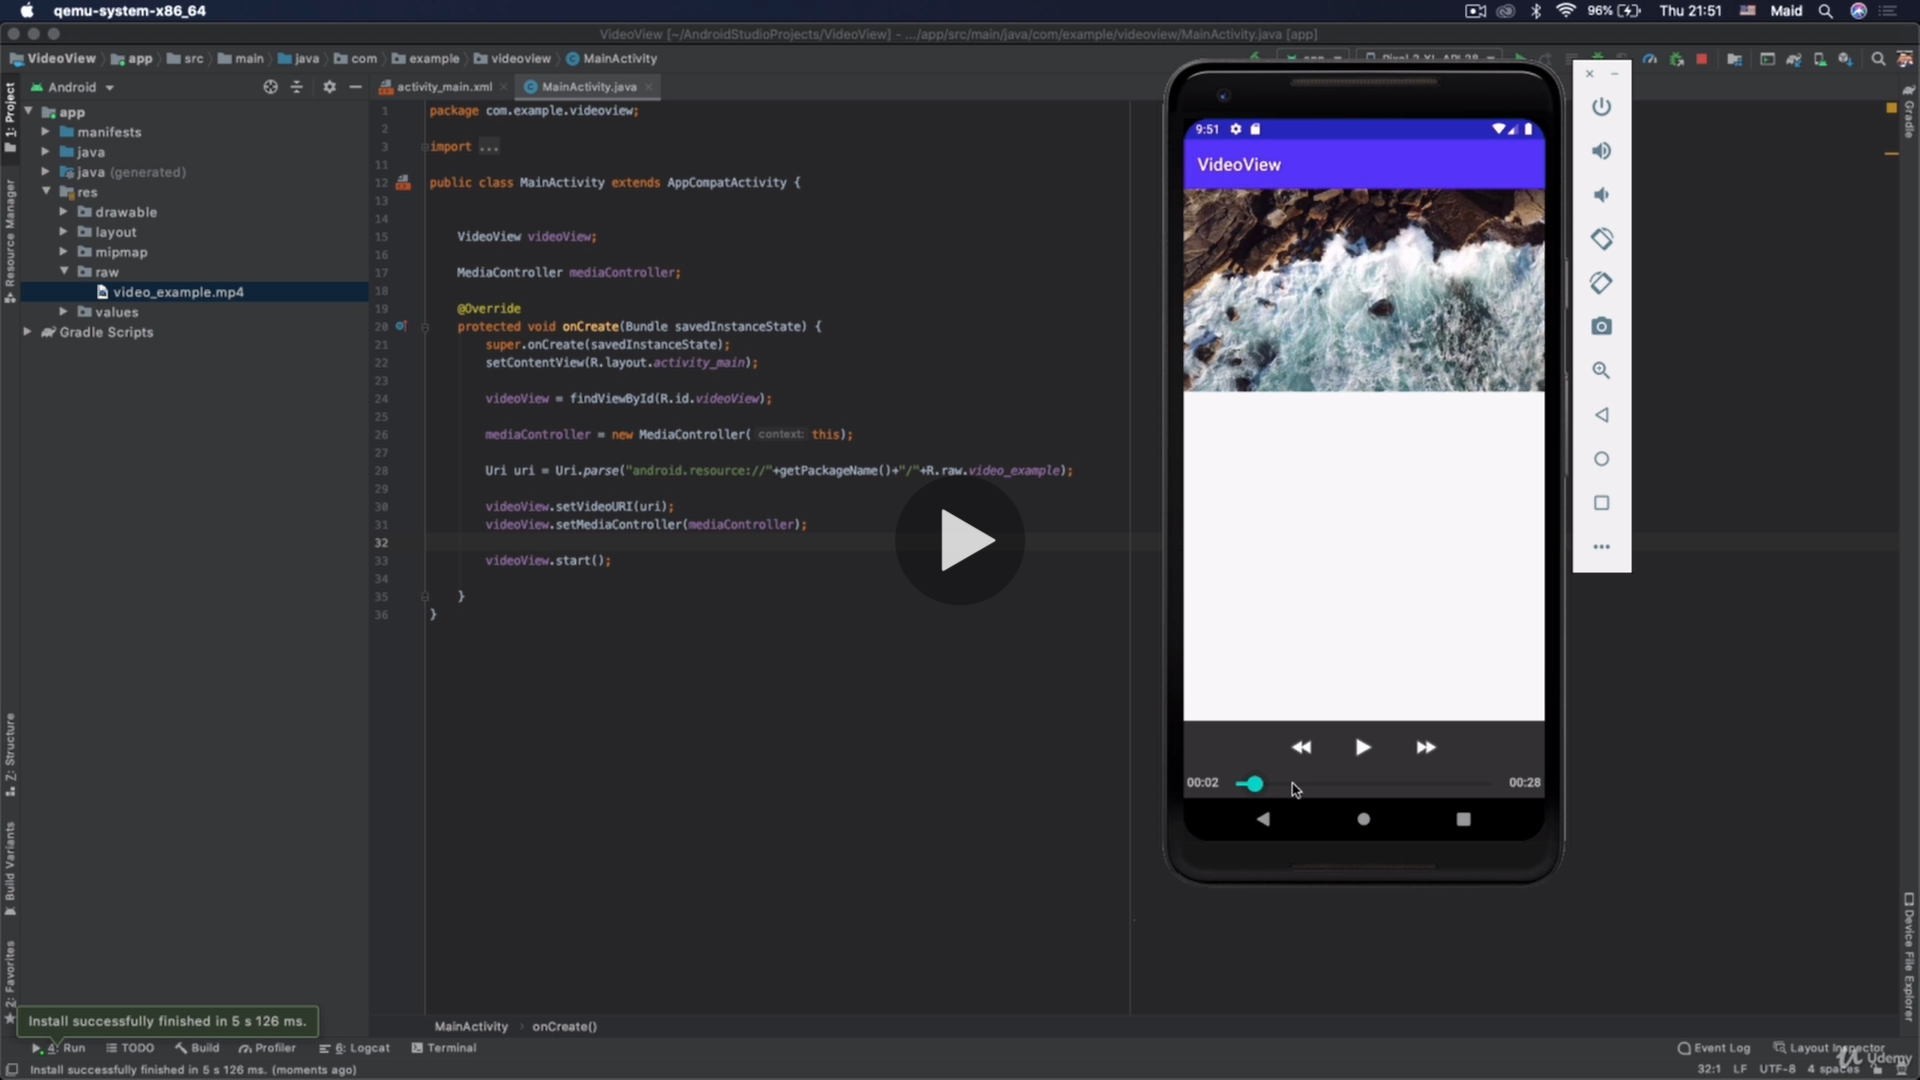 qemu-system-x86_64
96%
Thu 21:51
Maid
VideoView [~/AndroidStudioProjects/VideoView] - .../app/src/main/java/com/example/videoview/MainActivity.java [app]
VideoView
app
src
main
java
com
example
videoview
MainActivity
Android
activity_main.xml
MainActivity.java
1: Project
Resource Manager
Z: Structure
Build Variants
2: Favorites
app
manifests
java
java (generated)
res
drawable
layout
mipmap
raw
video_example.mp4
values
Gradle Scripts
1 package com.example.videoview;
2
3 import ...
11
12 public class MainActivity extends AppCompatActivity {
13
14
15 VideoView videoView;
16
17 MediaController mediaController;
18
19 @Override
20 protected void onCreate(Bundle savedInstanceState) {
21 super.onCreate(savedInstanceState);
22 setContentView(R.layout.activity_main);
23
24 videoView = findViewById(R.id.videoView);
25
26 mediaController = new MediaController( context: this);
27
28 Uri uri = Uri.parse("android.resource://"+getPackageName()+"/"+R.raw.video_example);
29
30 videoView.setVideoURI(uri);
31 videoView.setMediaController(mediaController);
32
33 videoView.start();
34
35 }
36 }
9:51
VideoView
00:02
00:28
Gradle
Device File Explorer
MainActivity
onCreate()
Install successfully finished in 5 s 126 ms.
4: Run
TODO
Build
Profiler
6: Logcat
Terminal
Event Log
Layout Inspector
Install successfully finished in 5 s 126 ms. (moments ago)
32:1
LF
UTF-8
4 spaces
Udemy